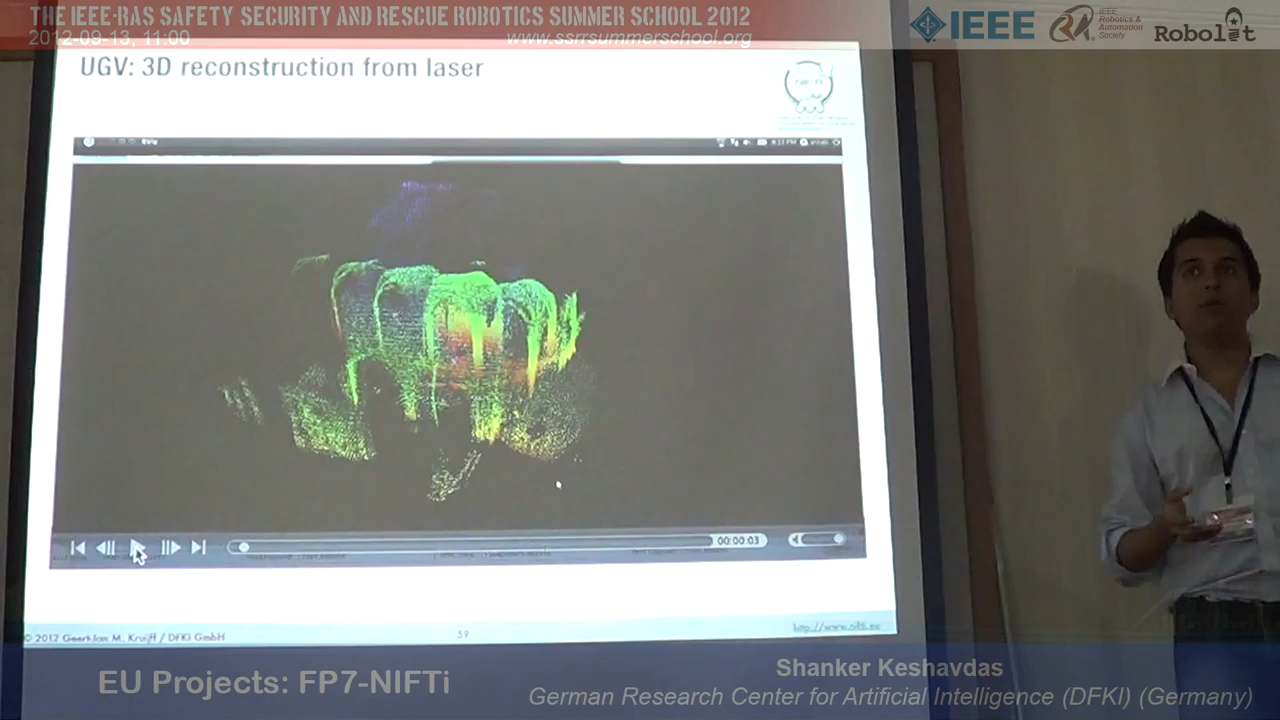 THE IEEE-RAS SAFETY SECURITY AND RESCUE ROBOTICS SUMMER SCHOOL 2012
2012-09-13, 11:00
www.ssrrsummerschool.org
IEEE
IEEE
Robotics &
Automation
Society
Robolit
UGV: 3D reconstruction from laser
00:00:03
© 2012 Geert-Jan M. Kruijff / DFKI GmbH
59
http://www.nifti.eu
EU Projects: FP7-NIFTi
Shanker Keshavdas
German Research Center for Artificial Intelligence (DFKI) (Germany)